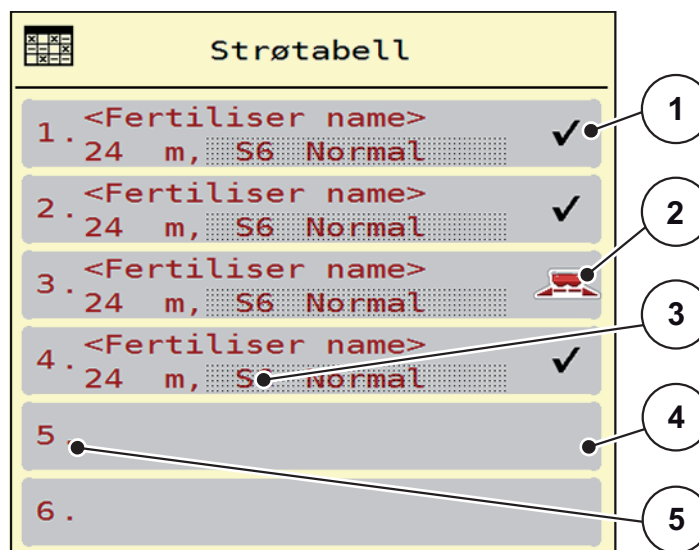 Strøtabell
1. <Fertiliser name>
24 m, S6 Normal
2. <Fertiliser name>
24 m, S6 Normal
3. <Fertiliser name>
24 m, S6 Normal
4. <Fertiliser name>
24 m, S6 Normal
5.
6.
1
2
3
4
5